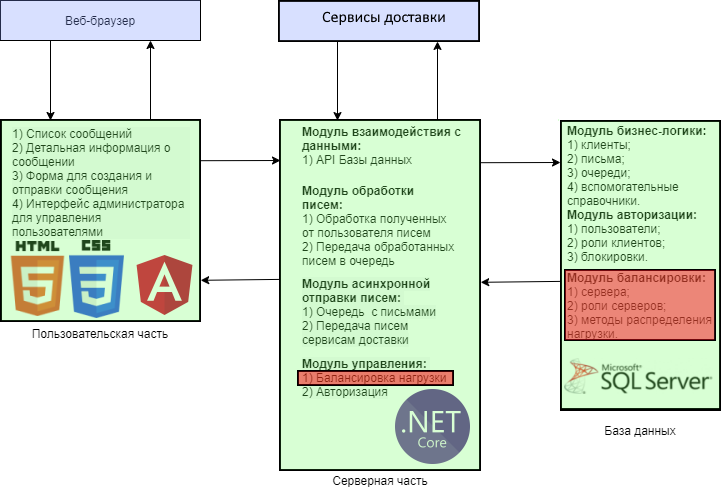 Веб-браузер
Сервисы доставки
1) Список сообщений
2) Детальная информация о
сообщении
3) Форма для создания и
отправки сообщения
4) Интерфейс администратора
для управления
пользователями
HTML CSS
5 3 A
Пользовательская часть
Модуль взаимодействия с
данными:
1) API Базы данных
Модуль обработки
писем:
1) Обработка полученных
от пользователя писем
2) Передача обработанных
писем в очередь
Модуль асинхронной
отправки писем:
1) Очередь с письмами
2) Передача писем
сервисам доставки
Модуль управления:
1) Балансировка нагрузки
2) Авторизация
.NET
Core
Серверная часть
Модуль бизнес-логики:
1) клиенты;
2) письма;
3) очереди;
4) вспомогательные
справочники.
Модуль авторизации:
1) пользователи;
2) роли клиентов;
3) блокировки.
Модуль балансировки:
1) сервера;
2) роли серверов;
3) методы распределения
нагрузки.
Microsoft®
SQL Server
База данных